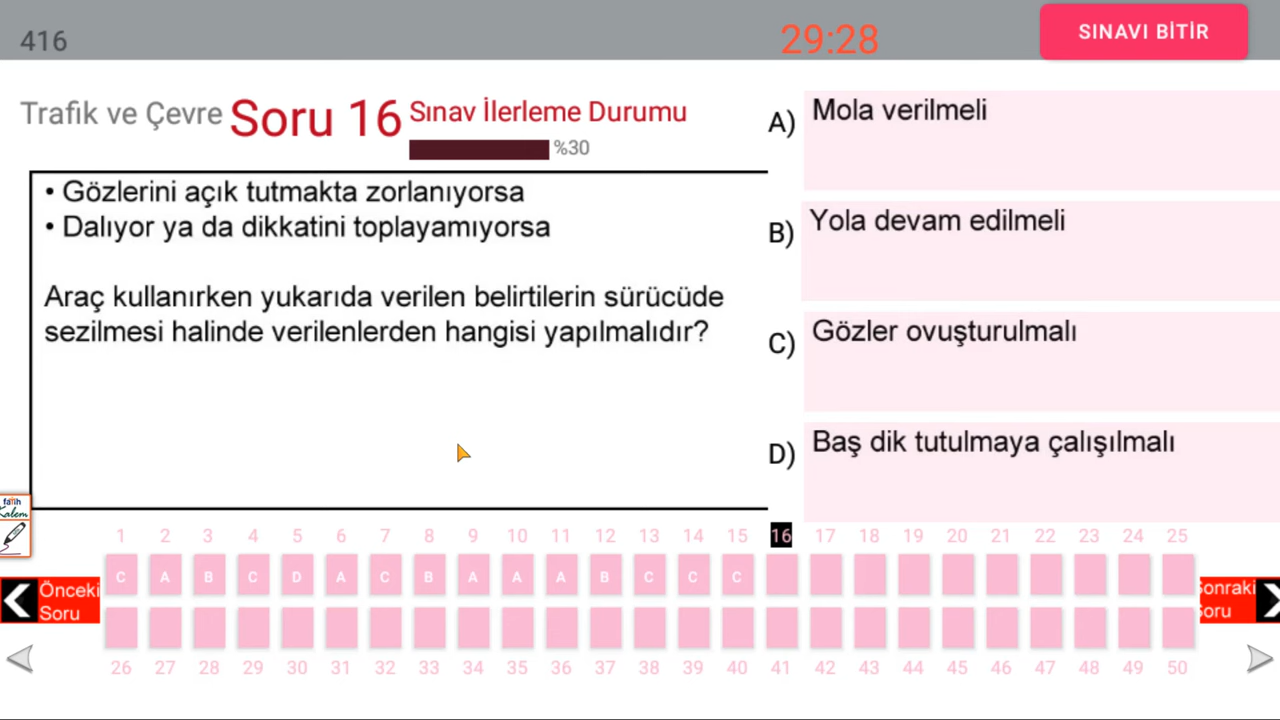 416
29:28
SINAVI BİTİR
Trafik ve Çevre Soru 16 Sınav İlerleme Durumu
%30
• Gözlerini açık tutmakta zorlanıyorsa
• Dalıyor ya da dikkatini toplayamıyorsa
Araç kullanırken yukarıda verilen belirtilerin sürücüde
sezilmesi halinde verilenlerden hangisi yapılmalıdır?
A) Mola verilmeli
B) Yola devam edilmeli
C) Gözler ovuşturulmalı
D) Baş dik tutulmaya çalışılmalı
fatih
Kalem
1 2 3 4 5 6 7 8 9 10 11 12 13 14 15 16 17 18 19 20 21 22 23 24 25
C A B C D A C B A A A B C C C
Önceki
Soru
Sonraki
Soru
26 27 28 29 30 31 32 33 34 35 36 37 38 39 40 41 42 43 44 45 46 47 48 49 50